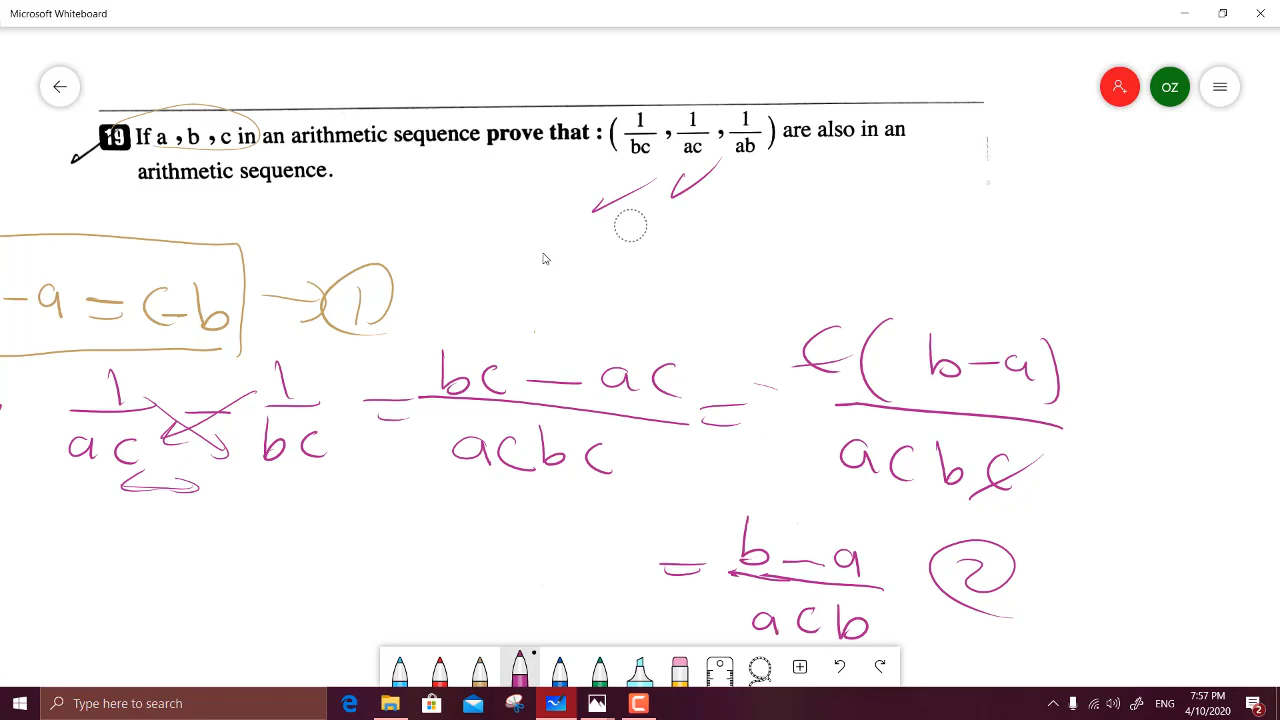 Microsoft Whiteboard
OZ
19 If a , b , c in an arithmetic sequence prove that : ( 1/bc , 1/ac , 1/ab ) are also in an
arithmetic sequence.
- a = c - b → 1
1/ac - 1/bc = bc - ac / acbc = c ( b - a ) / acbc
= b - a / acb 2
Type here to search
ENG
7:57 PM
4/10/2020
2